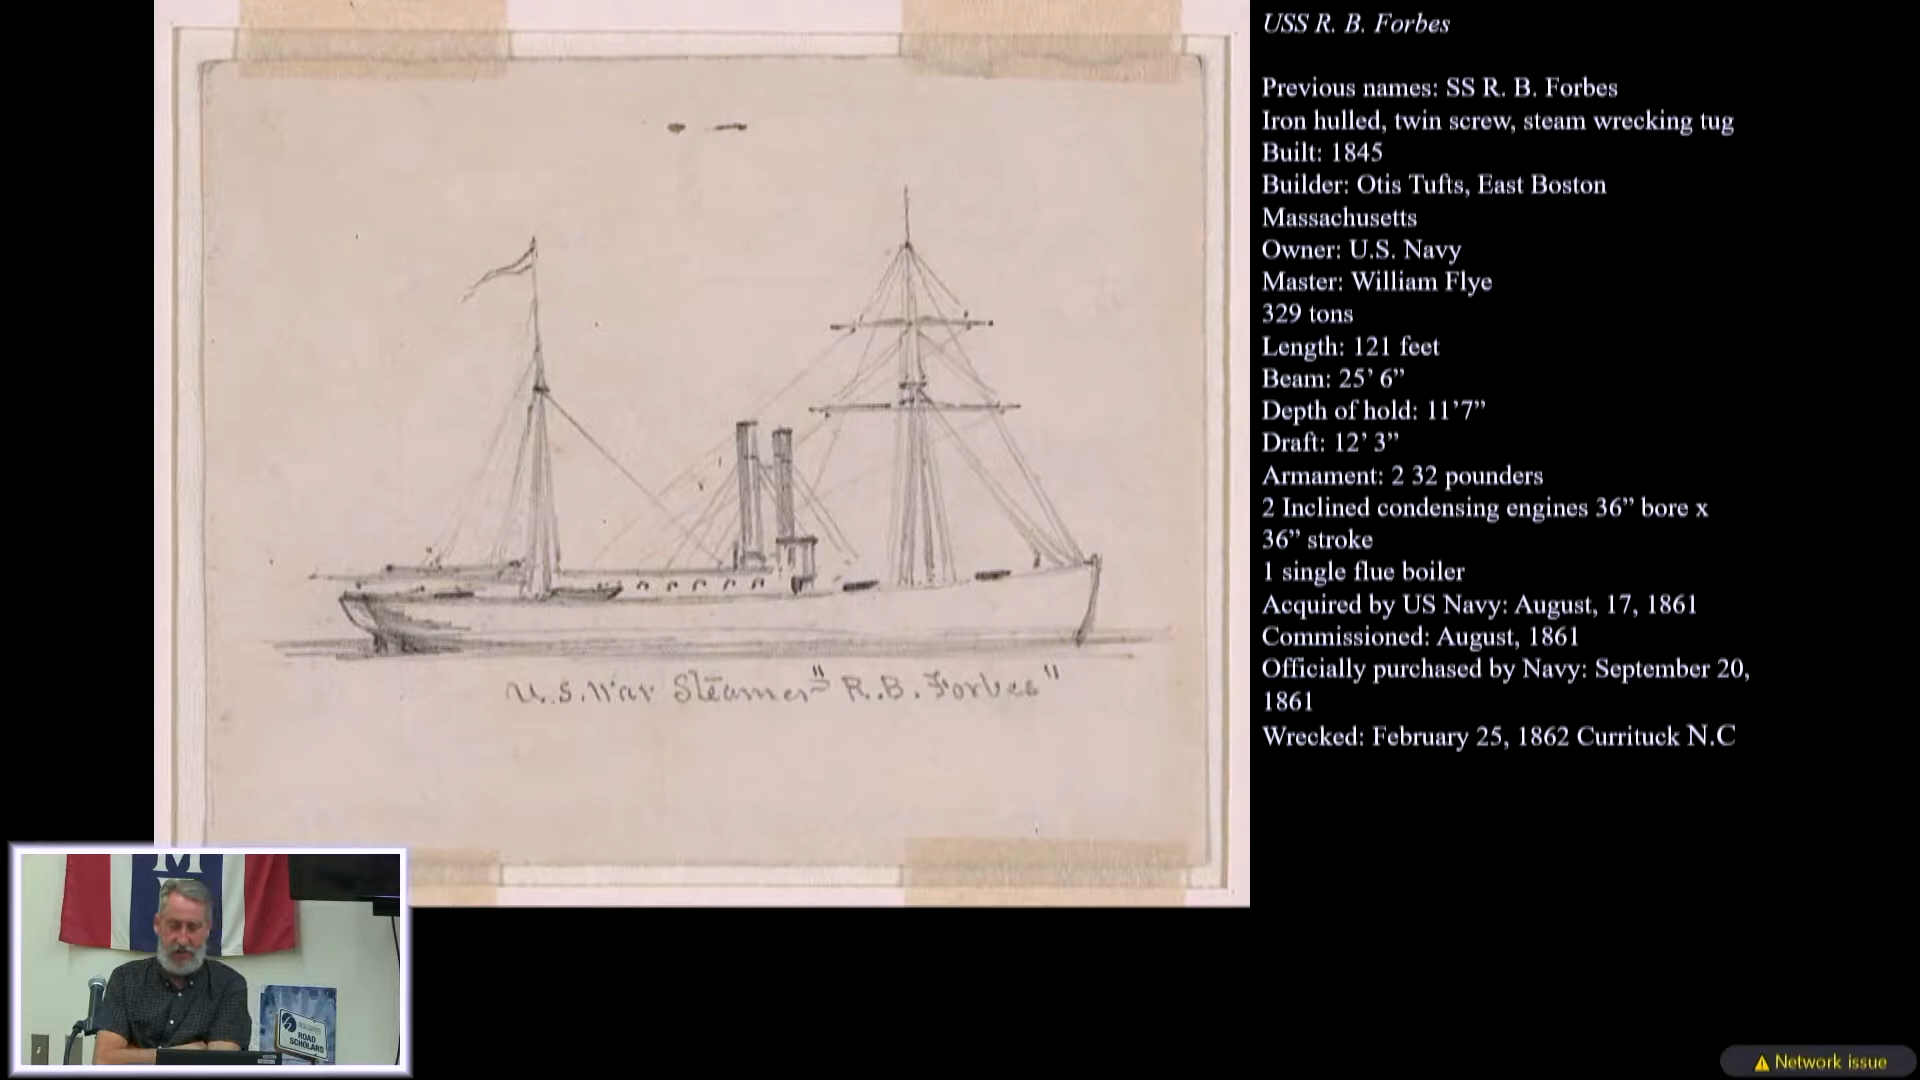 USS R. B. Forbes
Previous names: SS R. B. Forbes
Iron hulled, twin screw, steam wrecking tug
Built: 1845
Builder: Otis Tufts, East Boston
Massachusetts
Owner: U.S. Navy
Master: William Flye
329 tons
Length: 121 feet
Beam: 25’ 6”
Depth of hold: 11’7”
Draft: 12’ 3”
Armament: 2 32 pounders
2 Inclined condensing engines 36” bore x
36” stroke
1 single flue boiler
Acquired by US Navy: August, 17, 1861
Commissioned: August, 1861
Officially purchased by Navy: September 20,
1861
Wrecked: February 25, 1862 Currituck N.C
U.S. War Steamer "R.B. Forbes"
M
ROAD
SCHOLARS
Network issue